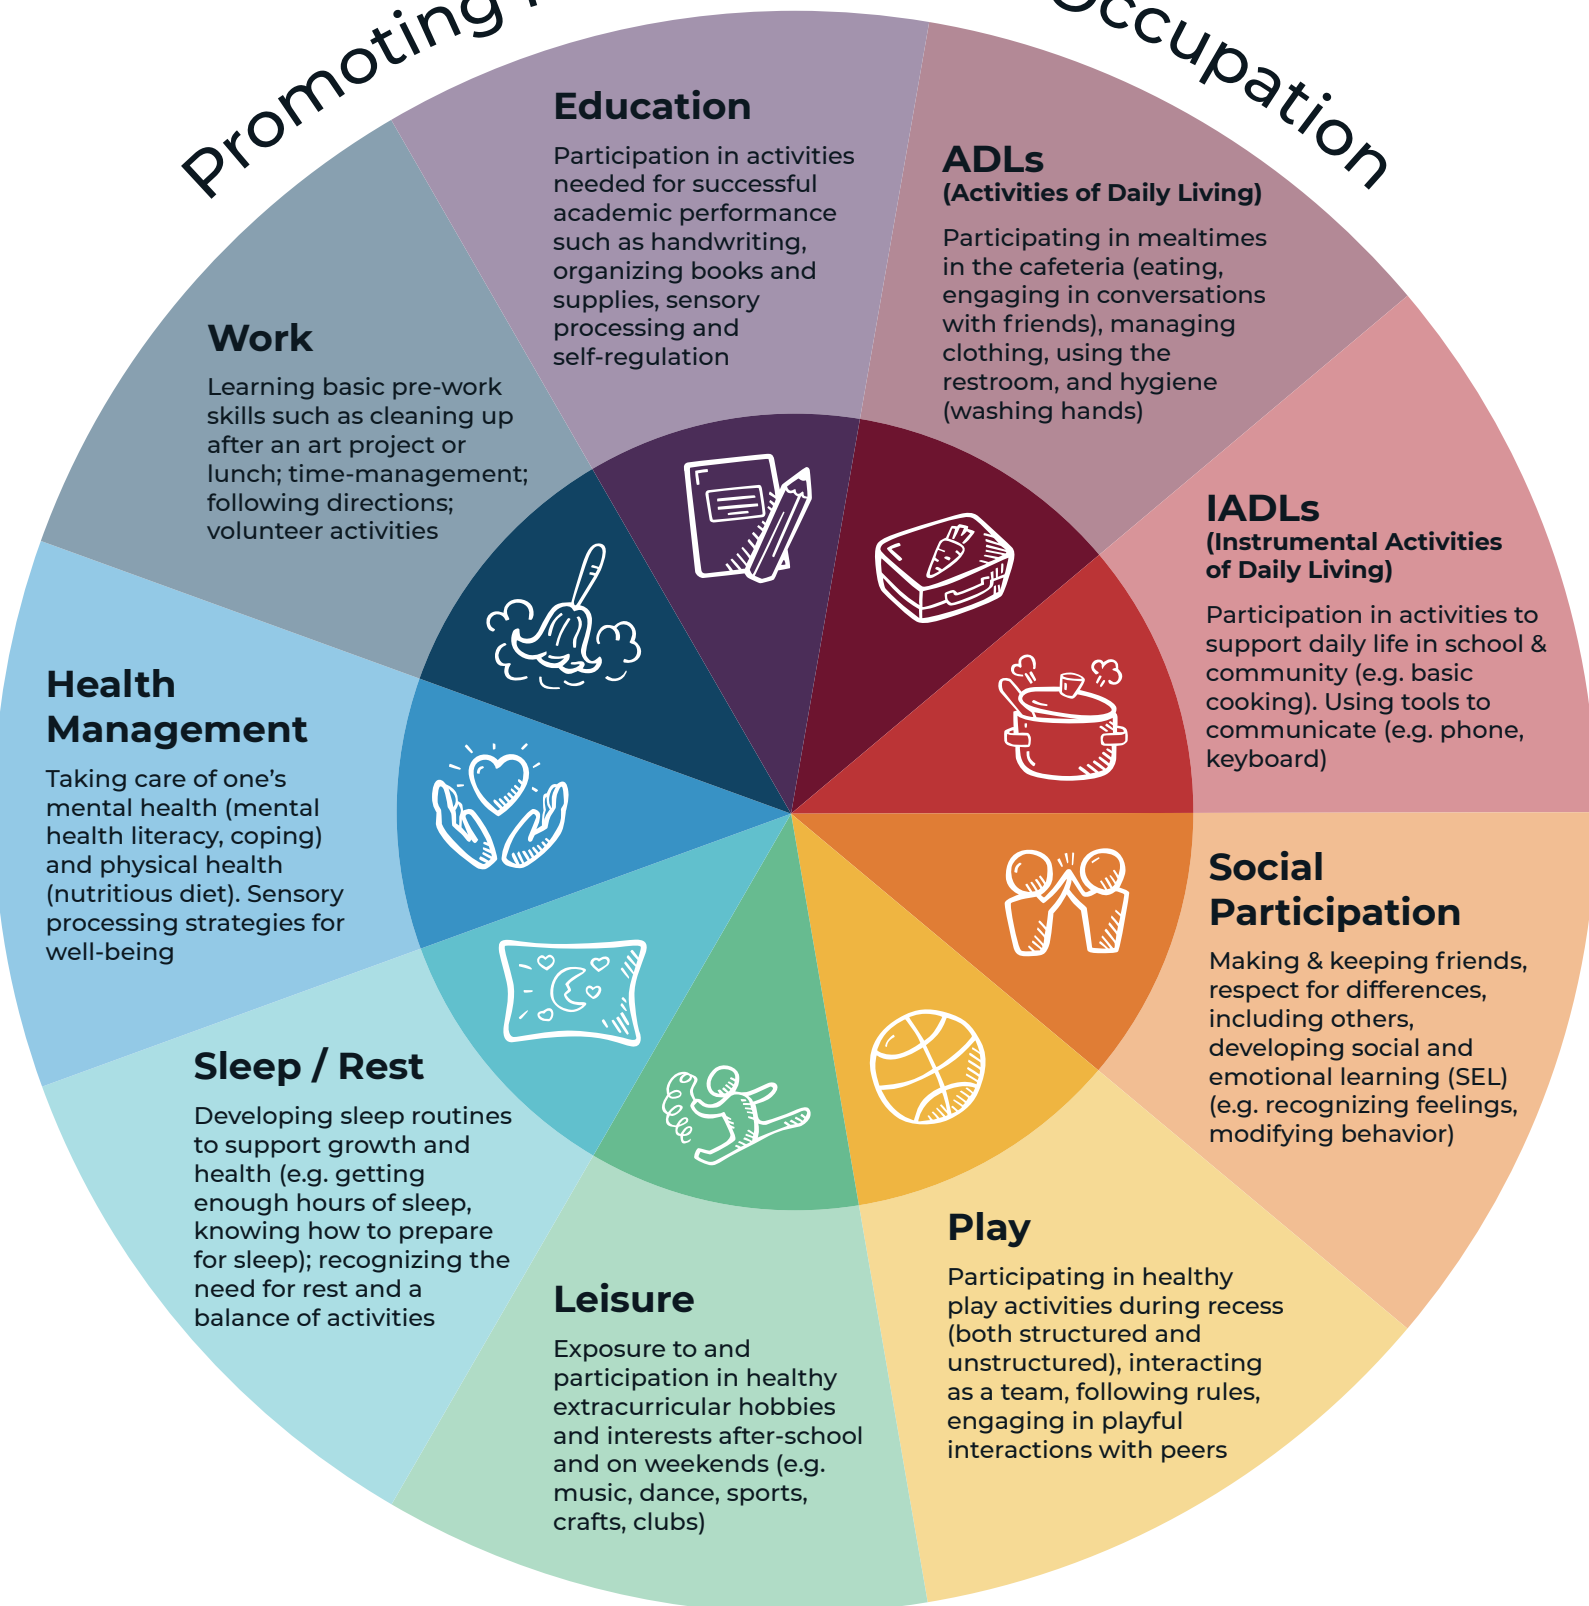 Promoting
Occupation
Education
Participation in activities
needed for successful
academic performance
such as handwriting,
organizing books and
supplies, sensory
processing and
self-regulation
ADLs
(Activities of Daily Living)
Participating in mealtimes
in the cafeteria (eating,
engaging in conversations
with friends), managing
clothing, using the
restroom, and hygiene
(washing hands)
IADLs
(Instrumental Activities
of Daily Living)
Participation in activities to
support daily life in school &
community (e.g. basic
cooking). Using tools to
communicate (e.g. phone,
keyboard)
Social
Participation
Making & keeping friends,
respect for differences,
including others,
developing social and
emotional learning (SEL)
(e.g. recognizing feelings,
modifying behavior)
Play
Participating in healthy
play activities during recess
(both structured and
unstructured), interacting
as a team, following rules,
engaging in playful
interactions with peers
Leisure
Exposure to and
participation in healthy
extracurricular hobbies
and interests after-school
and on weekends (e.g.
music, dance, sports,
crafts, clubs)
Sleep / Rest
Developing sleep routines
to support growth and
health (e.g. getting
enough hours of sleep,
knowing how to prepare
for sleep); recognizing the
need for rest and a
balance of activities
Health
Management
Taking care of one’s
mental health (mental
health literacy, coping)
and physical health
(nutritious diet). Sensory
processing strategies for
well-being
Work
Learning basic pre-work
skills such as cleaning up
after an art project or
lunch; time-management;
following directions;
volunteer activities